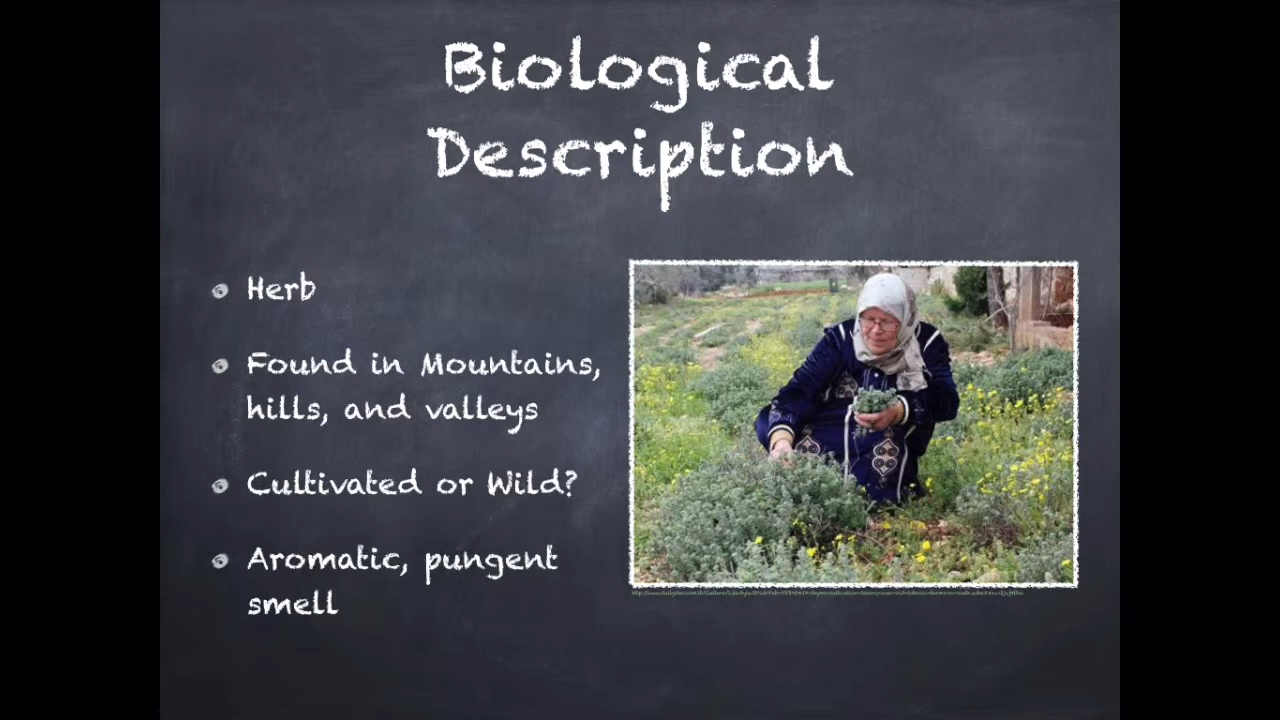 Biological
Description
Herb
Found in Mountains,
hills, and valleys
Cultivated or Wild?
Aromatic, pungent
smell